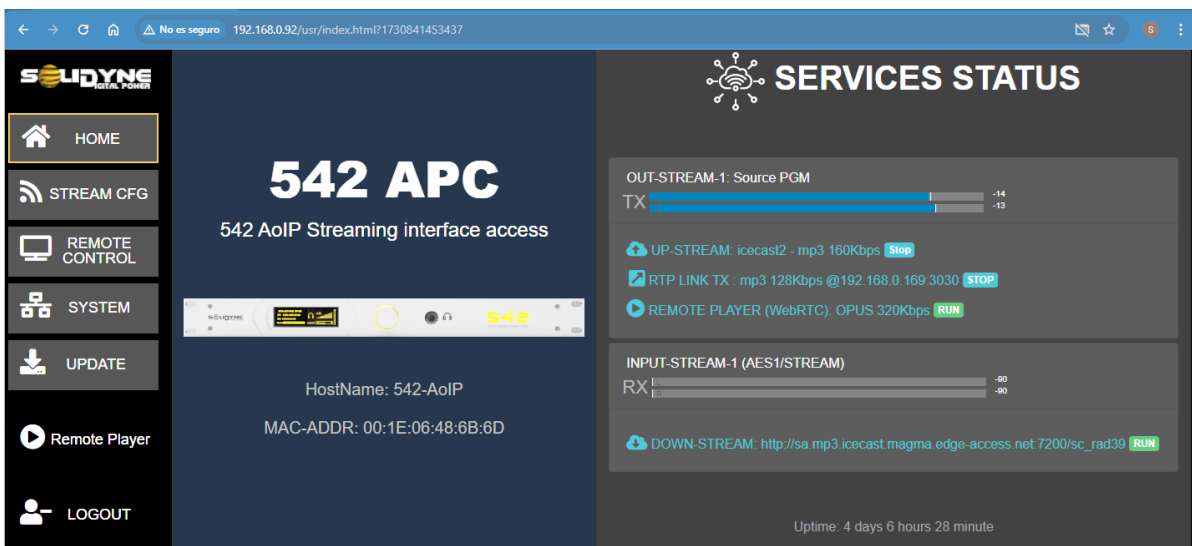 No es seguro 192.168.0.92/usr/index.html?1730841453437
S
SOLIDYNE
DIGITAL POWER
HOME
STREAM CFG
REMOTE
CONTROL
SYSTEM
UPDATE
Remote Player
LOGOUT
542 APC
542 AoIP Streaming interface access
SOLIDYNE
542
HostName: 542-AoIP
MAC-ADDR: 00:1E:06:48:6B:6D
SERVICES STATUS
OUT-STREAM-1: Source PGM
TX
-14
-13
UP-STREAM: icecast2 - mp3 160Kbps Stop
RTP LINK TX : mp3 128Kbps @192.168.0.169:3030 STOP
REMOTE PLAYER (WebRTC): OPUS 320Kbps RUN
INPUT-STREAM-1 (AES1/STREAM)
RX
L
R
-90
-90
DOWN-STREAM: http://sa.mp3.icecast.magma.edge-access.net:7200/sc_rad39 RUN
Uptime: 4 days 6 hours 28 minute